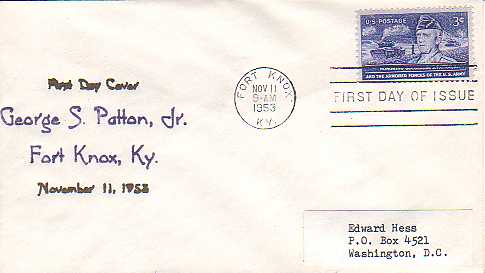 First Day Cover
George S. Patton, Jr.
Fort Knox, Ky.
November 11, 1953
FORT KNOX
NOV 11
9-AM
1953
KY.
U.S. POSTAGE 3¢
AND THE ARMORED FORCES OF THE U.S. ARMY
FIRST DAY OF ISSUE
Edward Hess
P.O. Box 4521
Washington, D.C.